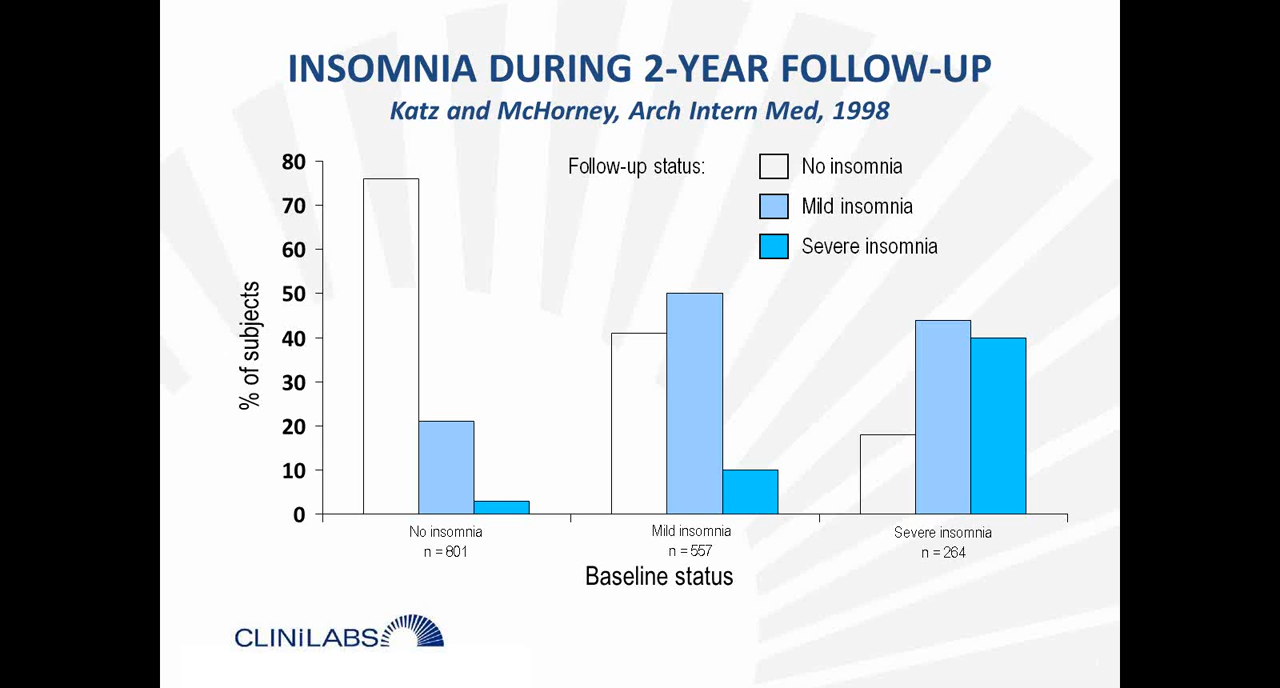 INSOMNIA DURING 2-YEAR FOLLOW-UP
Katz and McHorney, Arch Intern Med, 1998
Follow-up status:
No insomnia
Mild insomnia
Severe insomnia
% of subjects
80
70
60
50
40
30
20
10
0
No insomnia
n = 801
Mild insomnia
n = 557
Severe insomnia
n = 264
Baseline status
CLINiLABS